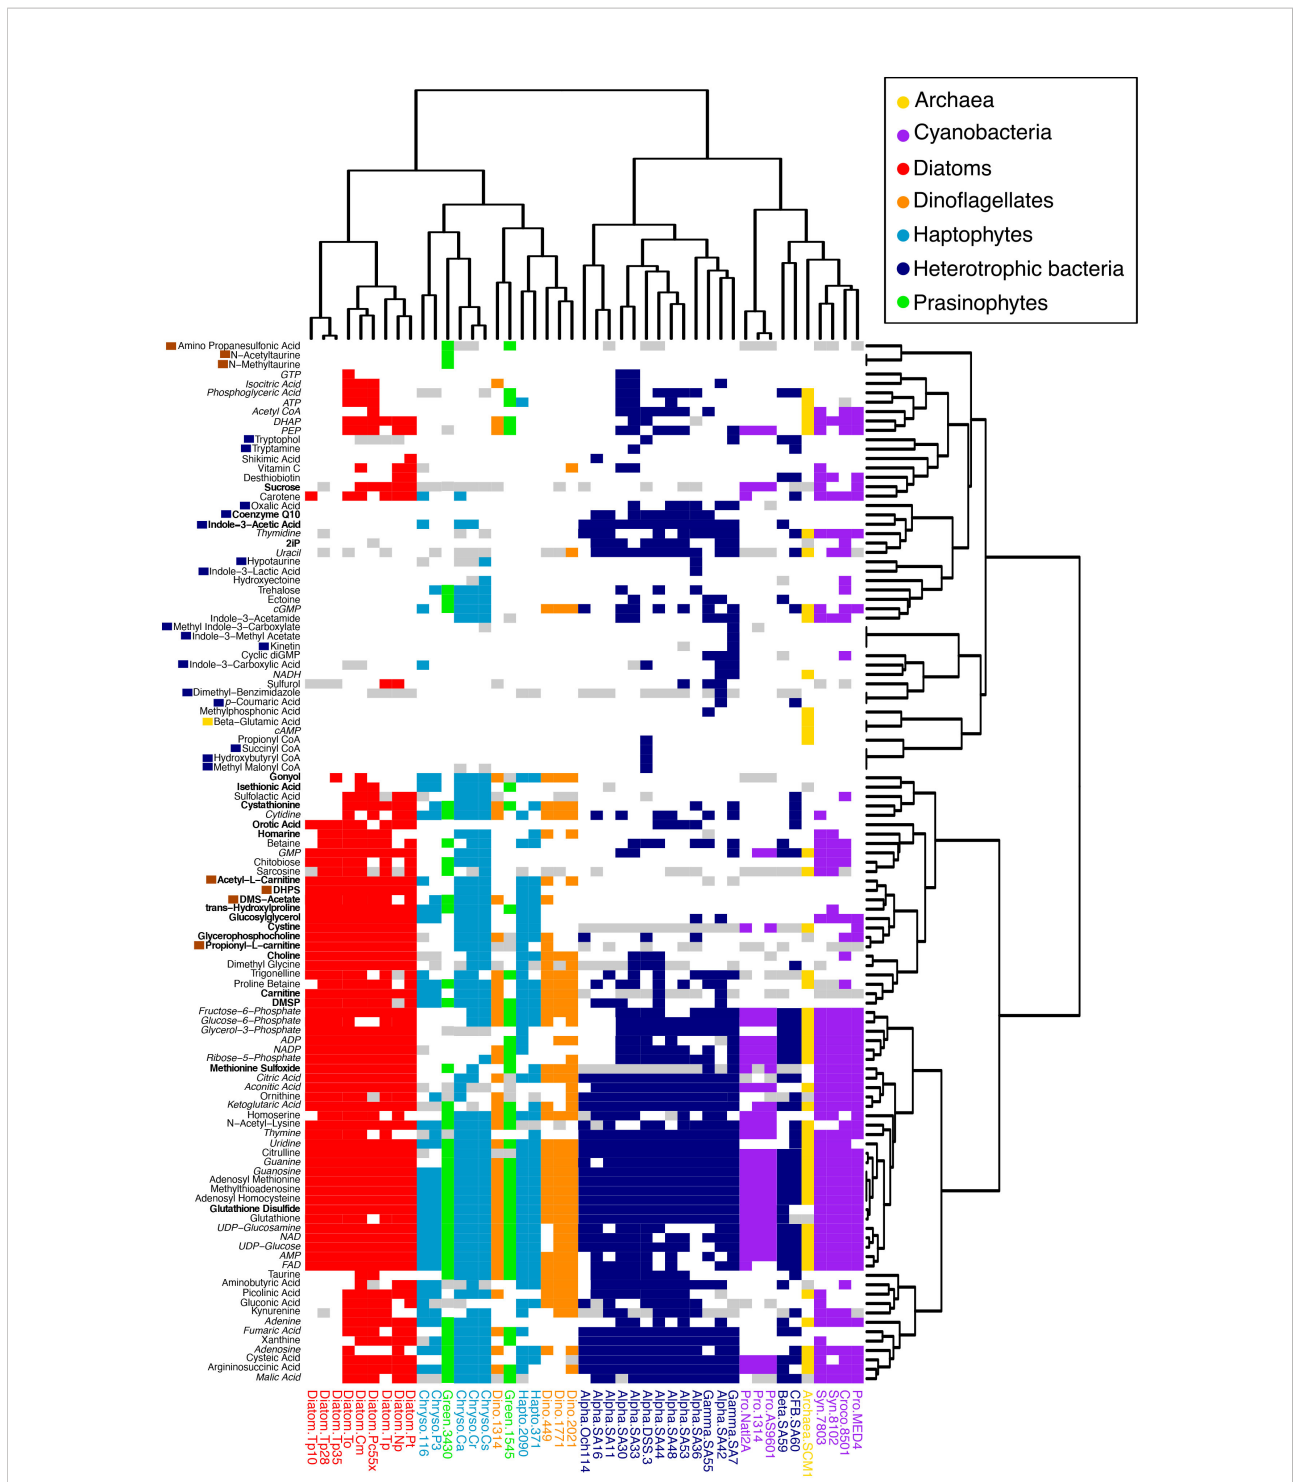 Archaea
Cyanobacteria
Diatoms
Dinoflagellates
Haptophytes
Heterotrophic bacteria
Prasinophytes
Amino Propanesulfonic Acid
N−Acetyltaurine
N−Methyltaurine
GTP
Isocitric Acid
Phosphoglyceric Acid
ATP
Acetyl CoA
DHAP
PEP
Tryptophol
Tryptamine
Shikimic Acid
Vitamin C
Desthiobiotin
Sucrose
Carotene
Oxalic Acid
Coenzyme Q10
Indole−3−Acetic Acid
Thymidine
2iP
Uracil
Hypotaurine
Indole−3−Lactic Acid
Hydroxyectoine
Trehalose
Ectoine
cGMP
Indole−3−Acetamide
Methyl Indole−3−Carboxylate
Indole−3−Methyl Acetate
Kinetin
Cyclic diGMP
Indole−3−Carboxylic Acid
NADH
Sulfurol
Dimethyl−Benzimidazole
p−Coumaric Acid
Methylphosphonic Acid
Beta−Glutamic Acid
cAMP
Propionyl CoA
Succinyl CoA
Hydroxybutyryl CoA
Methyl Malonyl CoA
Gonyol
Isethionic Acid
Sulfolactic Acid
Cystathionine
Cytidine
Orotic Acid
Homarine
Betaine
GMP
Chitobiose
Sarcosine
Acetyl−L−Carnitine
DHPS
DMS−Acetate
trans−Hydroxylproline
Glucosylglycerol
Cystine
Glycerophosphocholine
Propionyl−L−carnitine
Choline
Dimethyl Glycine
Trigonelline
Proline Betaine
Carnitine
DMSP
Fructose−6−Phosphate
Glucose−6−Phosphate
Glycerol−3−Phosphate
ADP
NADP
Ribose−5−Phosphate
Methionine Sulfoxide
Citric Acid
Aconitic Acid
Ornithine
Ketoglutaric Acid
Homoserine
N−Acetyl−Lysine
Thymine
Uridine
Citrulline
Guanine
Guanosine
Adenosyl Methionine
Methylthioadenosine
Adenosyl Homocysteine
Glutathione Disulfide
Glutathione
UDP−Glucosamine
NAD
UDP−Glucose
AMP
FAD
Taurine
Aminobutyric Acid
Picolinic Acid
Gluconic Acid
Kynurenine
Adenine
Fumaric Acid
Xanthine
Adenosine
Cysteic Acid
Argininosuccinic Acid
Malic Acid
Diatom.Tp10
Diatom.Tp28
Diatom.Tp35
Diatom.To
Diatom.Cm
Diatom.Pc55x
Diatom.Tp
Diatom.Np
Diatom.Pt
Chryso.116
Chryso.P3
Green.3430
Chryso.Ca
Chryso.Cr
Chryso.Cs
Dino.1314
Green.1545
Hapto.2090
Hapto.371
Dino.449
Dino.1771
Dino.2021
Alpha.Och114
Alpha.SA16
Alpha.SA11
Alpha.SA30
Alpha.SA33
Alpha.DSS.3
Alpha.SA44
Alpha.SA48
Alpha.SA53
Alpha.SA36
Gamma.SA55
Alpha.SA42
Gamma.SA7
Pro.Natl2A
Pro.1314
Pro.AS9601
Beta.SA59
CFB.SA60
Archaea.SCM1
Syn.7803
Syn.8102
Croco.8501
Pro.MED4